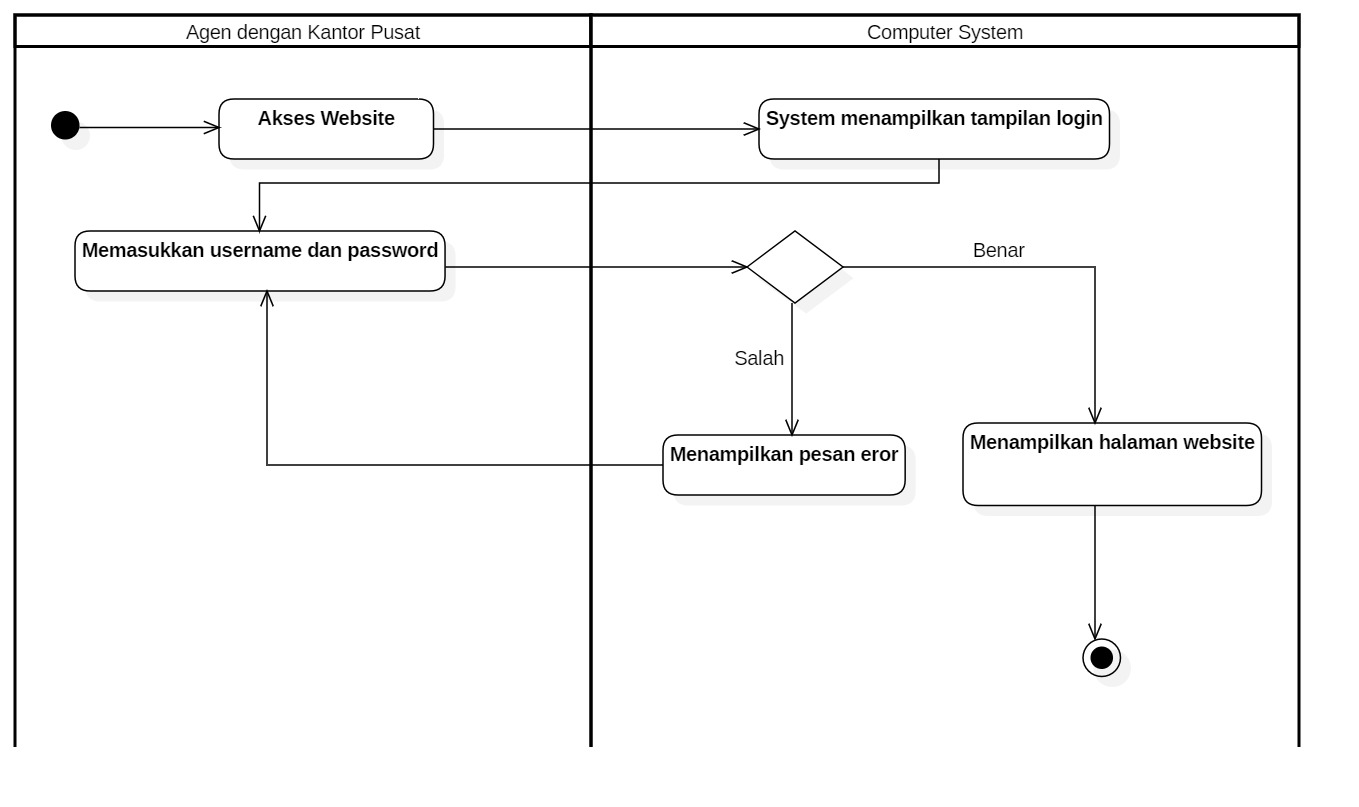 Agen dengan Kantor Pusat
Computer System
Akses Website
System menampilkan tampilan login
Memasukkan username dan password
Benar
Salah
Menampilkan pesan eror
Menampilkan halaman website